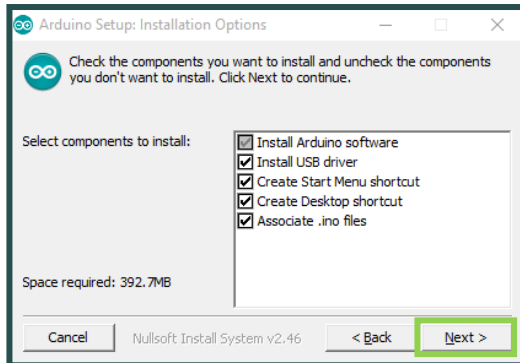 Arduino Setup: Installation Options
Check the components you want to install and uncheck the components
you don't want to install. Click Next to continue.
Select components to install:
Install Arduino software
Install USB driver
Create Start Menu shortcut
Create Desktop shortcut
Associate .ino files
Space required: 392.7MB
Cancel
Nullsoft Install System v2.46
< Back
Next >